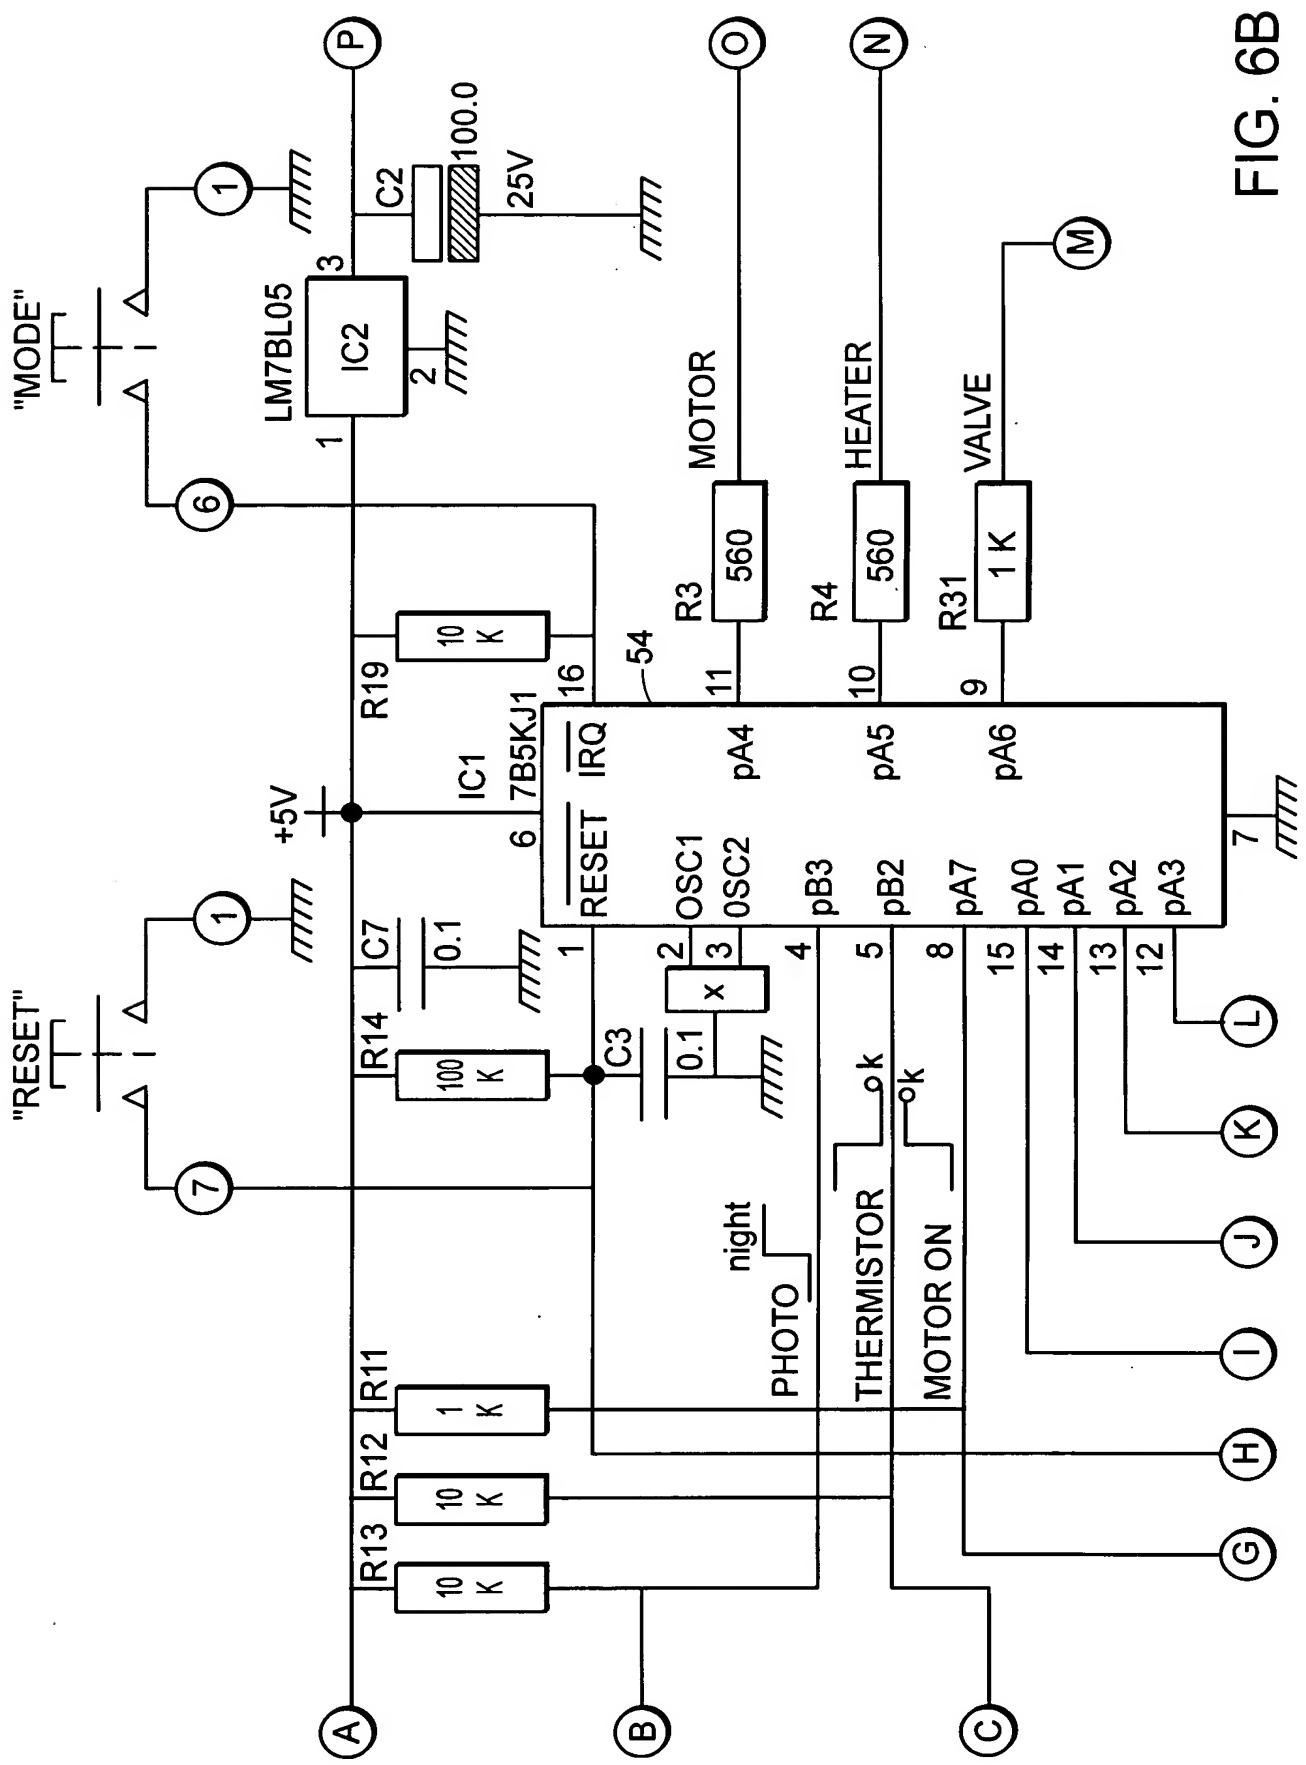 "RESET"
"MODE"
7
1
6
1
+5V
A
P
R13
10 K
R12
10 K
R11
1 K
R14
100 K
C7
0.1
R19
10 K
1
LM7BL05
IC2
3
2
C2
100.0
25V
IC1
7B5KJ1
6
16
1
RESET
IRQ
54
C3
0.1
x
2
OSC1
3
OSC2
B
night
PHOTO
4
pB3
THERMISTOR
ok
5
pB2
MOTOR ON
ok
8
pA7
15
pA0
14
pA1
13
pA2
12
pA3
7
pA4
11
R3
560
MOTOR
O
pA5
10
R4
560
HEATER
N
pA6
9
R31
1 K
VALVE
M
C
G
H
I
J
K
L
FIG. 6B